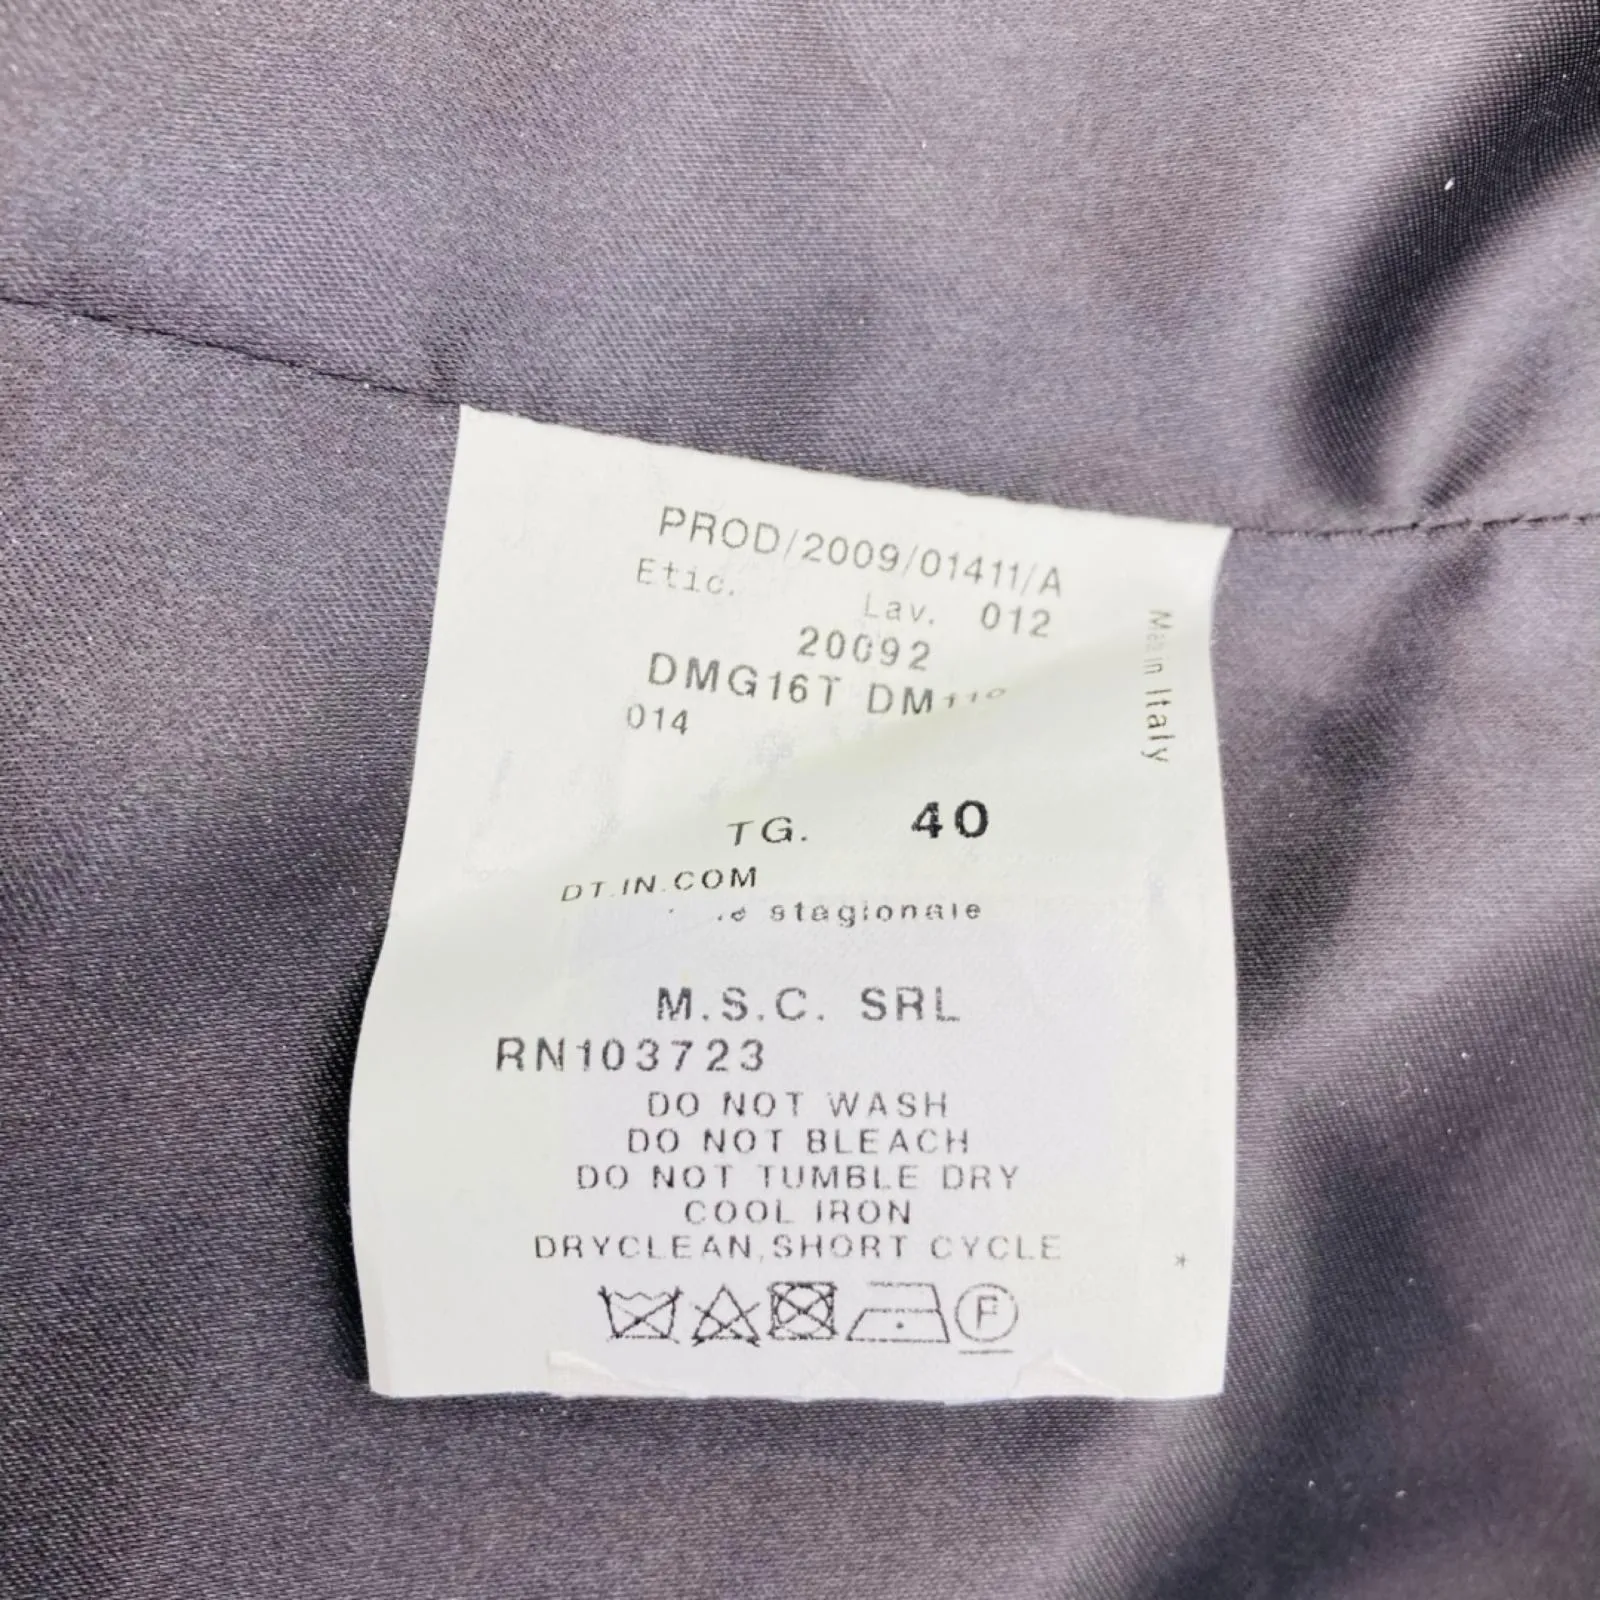 PROD/2009/01411/A
Etic. Lav. 012
20092
DMG16T
014
Made in Italy
TG. 40
DT.IN.COM
stagionale
M.S.C. SRL
RN103723
DO NOT WASH
DO NOT BLEACH
DO NOT TUMBLE DRY
COOL IRON
DRYCLEAN,SHORT CYCLE
*
F